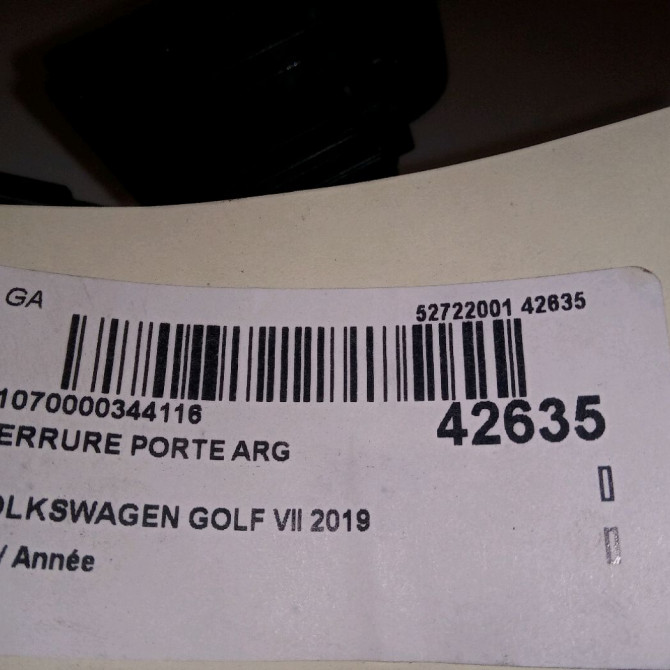 GA
52722001 42635
1070000344116
42635
ERRURE PORTE ARG
OLKSWAGEN GOLF VII 2019
/ Année